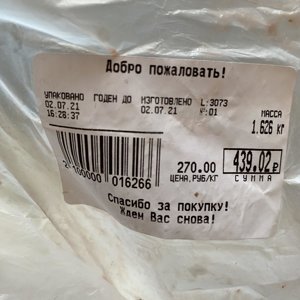 Добро пожаловать!
УПАКОВАНО ГОДЕН ДО ИЗГОТОВЛЕНО L:3073
02.07.21 02.07.21 :01
16:28:37
МАССА
1.626 кг
270.00 439.02 ₽
ЦЕНА,РУБ/КГ СУММА
2 100000 016266
Спасибо за покупку!
Ждем Вас снова!